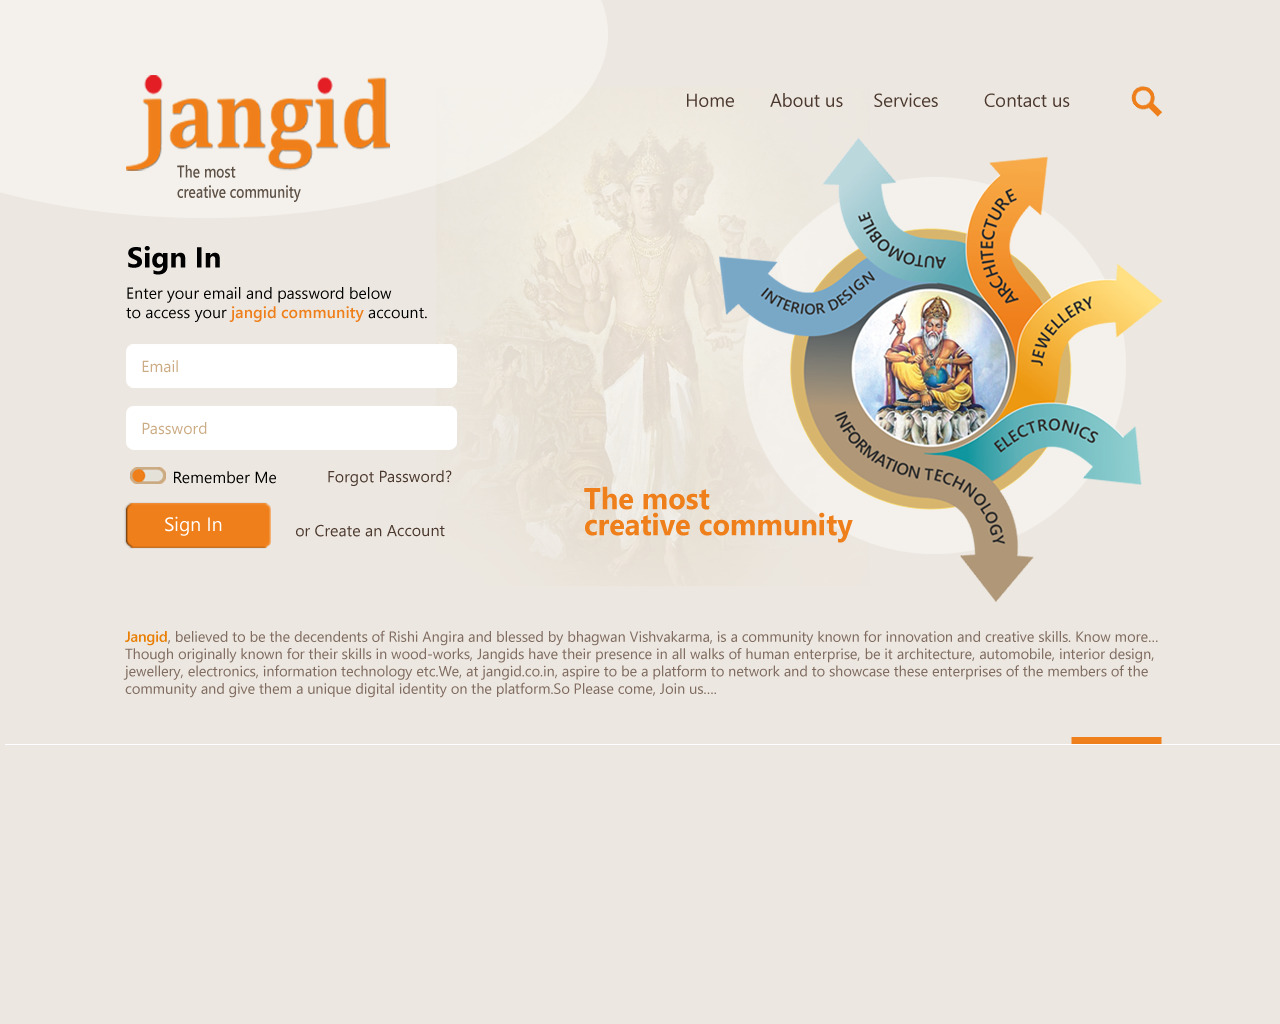 jangid
The most
creative community
Home About us Services Contact us
Sign In
Enter your email and password below
to access your jangid community account.
Email
Password
Remember Me Forgot Password?
Sign In or Create an Account
AUTOMOBILE
ARCHITECTURE
INTERIOR DESIGN
JEWELLERY
ELECTRONICS
INFORMATION TECHNOLOGY
The most
creative community
Jangid, believed to be the decendents of Rishi Angira and blessed by bhagwan Vishvakarma, is a community known for innovation and creative skills. Know more...
Though originally known for their skills in wood-works, Jangids have their presence in all walks of human enterprise, be it architecture, automobile, interior design,
jewellery, electronics, information technology etc.We, at jangid.co.in, aspire to be a platform to network and to showcase these enterprises of the members of the
community and give them a unique digital identity on the platform.So Please come, Join us....